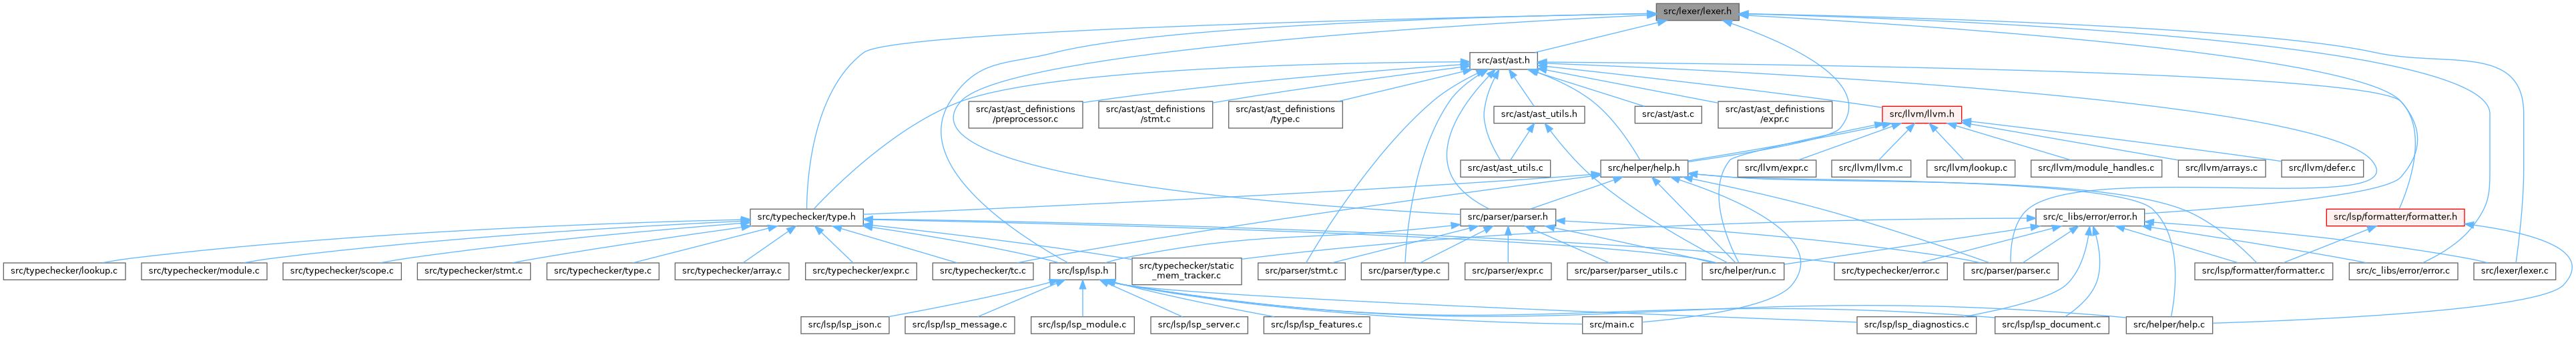 src/lexer/lexer.h
src/ast/ast.h
src/ast/ast_definitions
/preprocessor.c
src/ast/ast_definitions
/stmt.c
src/ast/ast_definitions
/type.c
src/ast/ast_utils.h
src/ast/ast.c
src/ast/ast_definitions
/expr.c
src/llvm/llvm.h
src/ast/ast_utils.c
src/helper/help.h
src/llvm/expr.c
src/llvm/llvm.c
src/llvm/lookup.c
src/llvm/module_handles.c
src/llvm/arrays.c
src/llvm/defer.c
src/typechecker/type.h
src/parser/parser.h
src/c_libs/error/error.h
src/lsp/formatter/formatter.h
src/typechecker/lookup.c
src/typechecker/module.c
src/typechecker/scope.c
src/typechecker/stmt.c
src/typechecker/type.c
src/typechecker/array.c
src/typechecker/expr.c
src/typechecker/tc.c
src/lsp/lsp.h
src/typechecker/static
_mem_tracker.c
src/parser/stmt.c
src/parser/type.c
src/parser/expr.c
src/parser/parser_utils.c
src/helper/run.c
src/typechecker/error.c
src/parser/parser.c
src/lsp/formatter/formatter.c
src/c_libs/error/error.c
src/lexer/lexer.c
src/lsp/lsp_json.c
src/lsp/lsp_message.c
src/lsp/lsp_module.c
src/lsp/lsp_server.c
src/lsp/lsp_features.c
src/main.c
src/lsp/lsp_diagnostics.c
src/lsp/lsp_document.c
src/helper/help.c